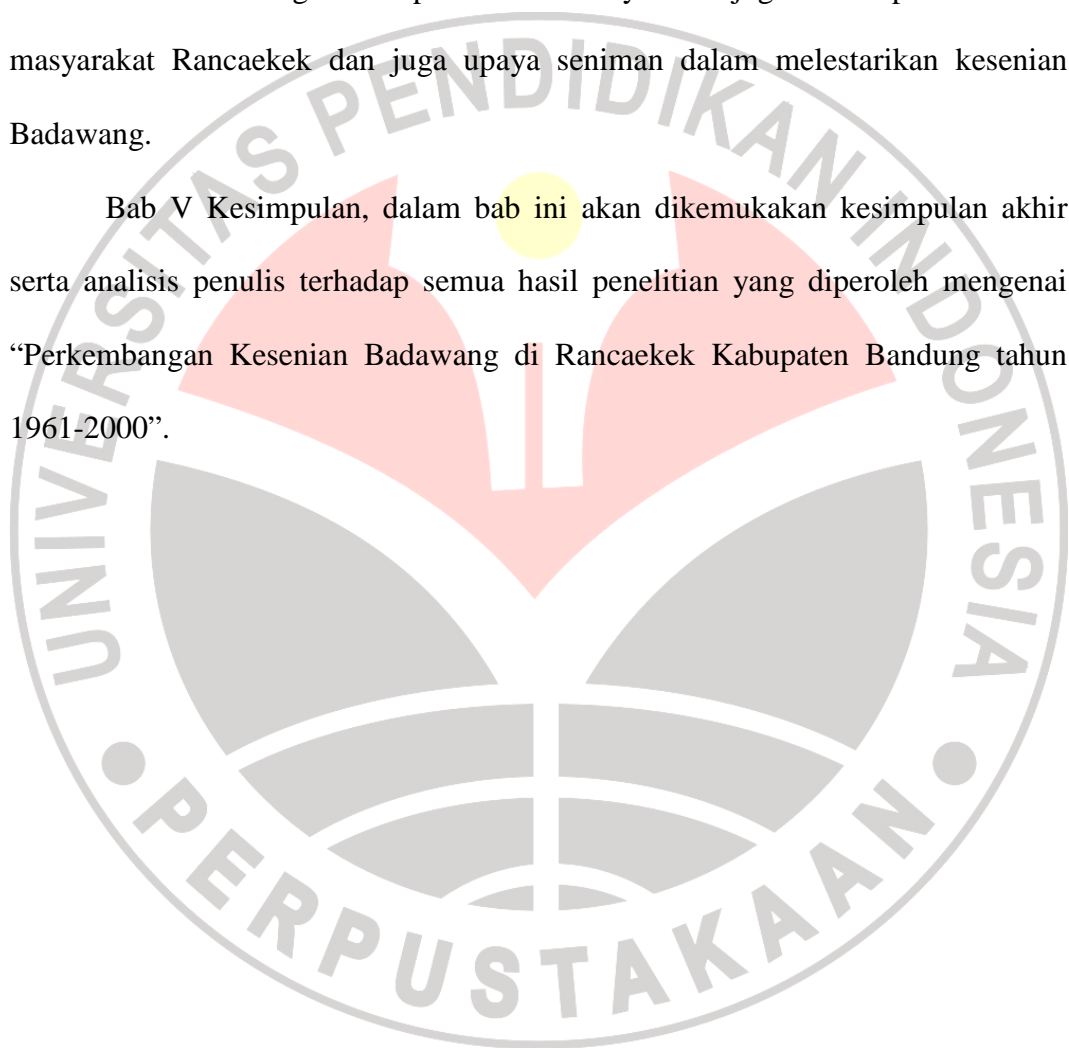 masyarakat Rancaekek dan juga upaya seniman dalam melestarikan kesenian
Badawang.
Bab V Kesimpulan, dalam bab ini akan dikemukakan kesimpulan akhir
serta analisis penulis terhadap semua hasil penelitian yang diperoleh mengenai
“Perkembangan Kesenian Badawang di Rancaekek Kabupaten Bandung tahun
1961-2000”.
UNIVERSITAS PENDIDIKAN INDONESIA
PERPUSTAKAAN